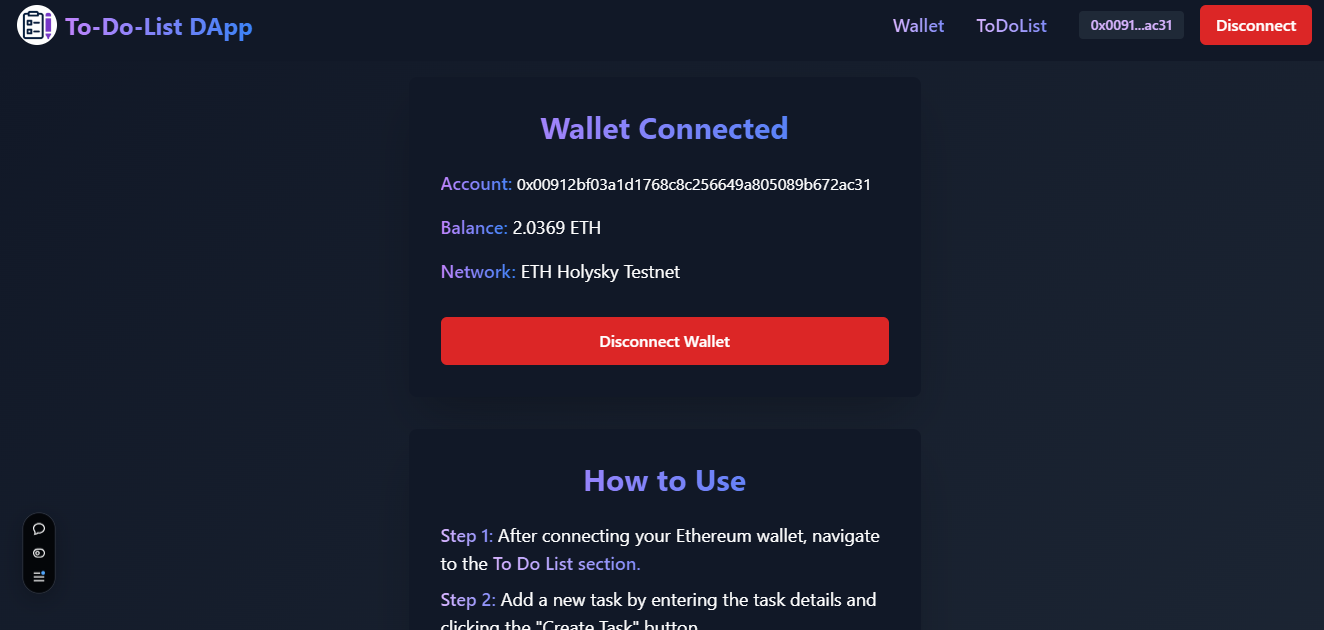 To-Do-List DApp
Wallet
ToDoList
0x0091...ac31
Disconnect
Wallet Connected
Account: 0x00912bf03a1d1768c8c256649a805089b672ac31
Balance: 2.0369 ETH
Network: ETH Holysky Testnet
Disconnect Wallet
How to Use
Step 1: After connecting your Ethereum wallet, navigate
to the To Do List section.
Step 2: Add a new task by entering the task details and
clicking the "Create Task" button